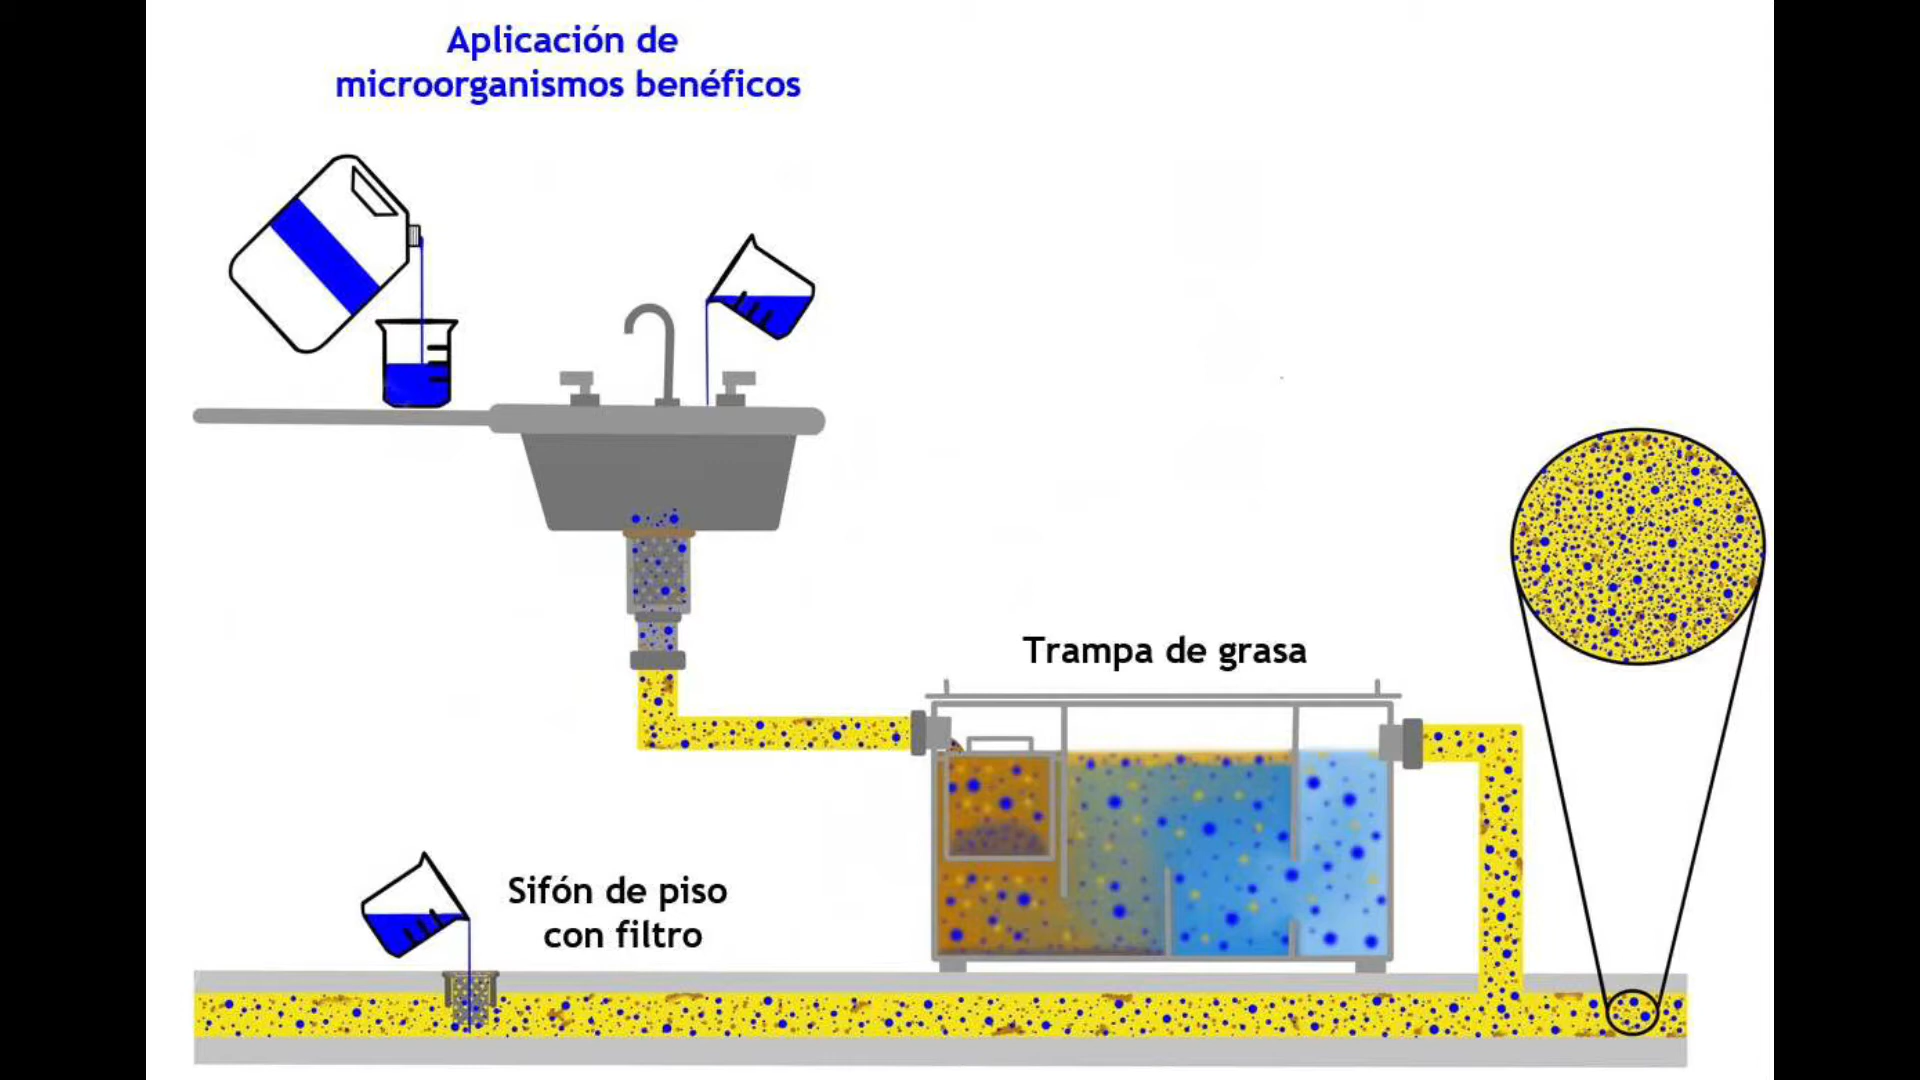 Aplicación de
microorganismos benéficos
Trampa de grasa
Sifón de piso
con filtro